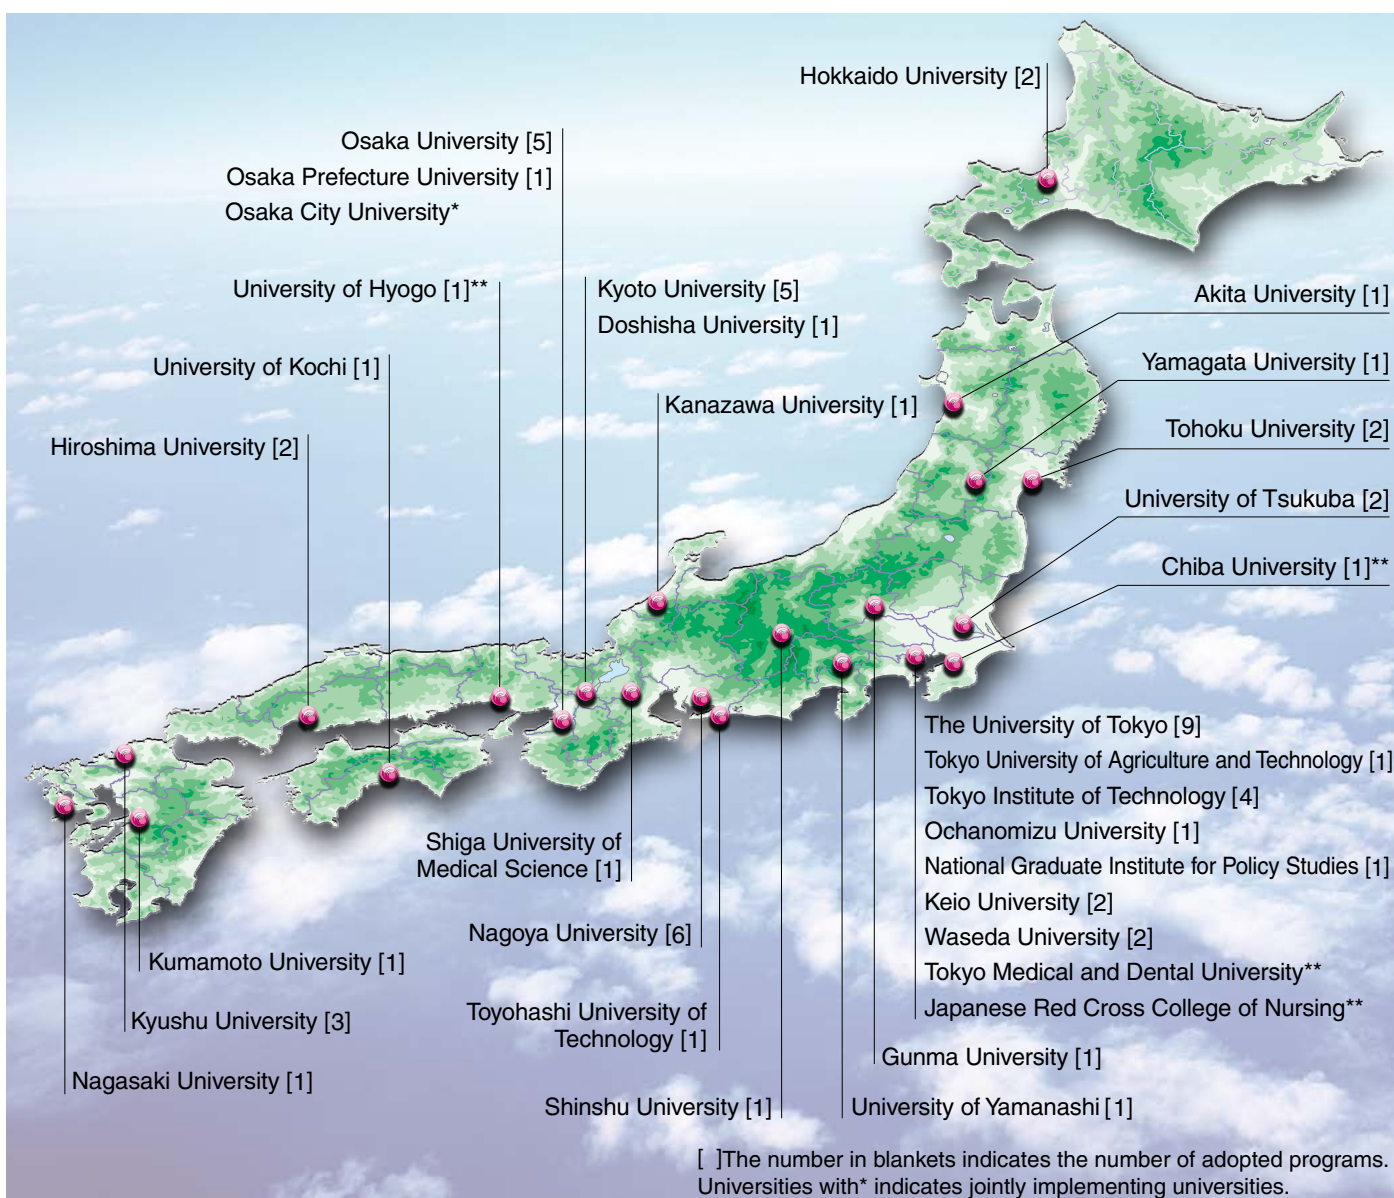 Hokkaido University [2]
Osaka University [5]
Osaka Prefecture University [1]
Osaka City University*
University of Hyogo [1]**
Kyoto University [5]
Doshisha University [1]
Akita University [1]
University of Kochi [1]
Yamagata University [1]
Kanazawa University [1]
Hiroshima University [2]
Tohoku University [2]
University of Tsukuba [2]
Chiba University [1]**
The University of Tokyo [9]
Tokyo University of Agriculture and Technology [1]
Tokyo Institute of Technology [4]
Ochanomizu University [1]
National Graduate Institute for Policy Studies [1]
Keio University [2]
Waseda University [2]
Tokyo Medical and Dental University**
Japanese Red Cross College of Nursing**
Shiga University of
Medical Science [1]
Nagoya University [6]
Kumamoto University [1]
Toyohashi University of
Technology [1]
Kyushu University [3]
Gunma University [1]
Nagasaki University [1]
Shinshu University [1]
University of Yamanashi [1]
[ ]The number in blankets indicates the number of adopted programs.
Universities with* indicates jointly implementing universities.